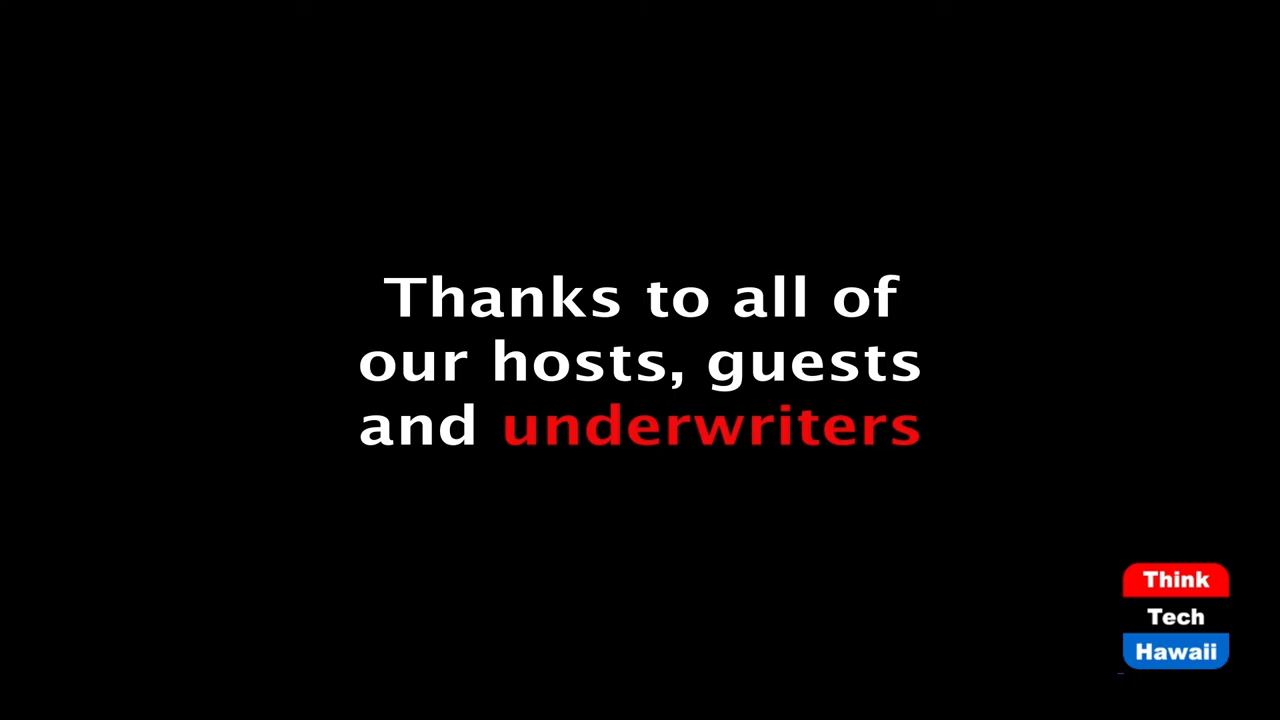 Thanks to all of
our hosts, guests
and underwriters
Think
Tech
Hawaii